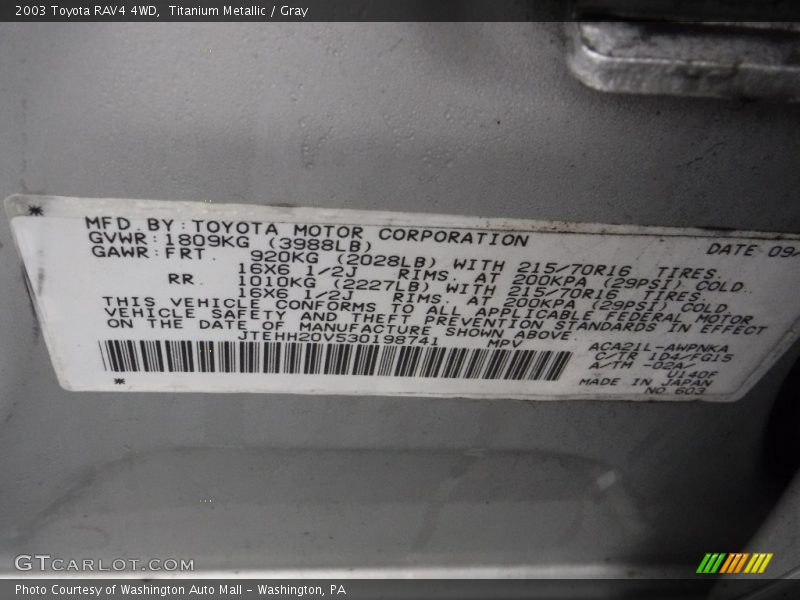 2003 Toyota RAV4 4WD,  Titanium Metallic / Gray
MFD.BY:TOYOTA MOTOR CORPORATION DATE 09/
GVWR:1809KG (3988LB)
GAWR:FRT. 920KG (2028LB) WITH 215/70R16 TIRES.
16X6 1/2J RIMS. AT 200KPA (29PSI) COLD.
RR. 1010KG (2227LB) WITH 215/70R16 TIRES.
16X6 1/2J RIMS. AT 200KPA (29PSI) COLD.
THIS VEHICLE CONFORMS TO ALL APPLICABLE FEDERAL MOTOR
VEHICLE SAFETY AND THEFT PREVENTION STANDARDS IN EFFECT
ON THE DATE OF MANUFACTURE SHOWN ABOVE.
JTEHH20V530198741 MPV
ACA21L-AWPNKA
C/TR 1D4/FG15
A/TM -02A/
U140F
MADE IN JAPAN
NO.603
GTCARLOT.COM
Photo Courtesy of Washington Auto Mall - Washington, PA